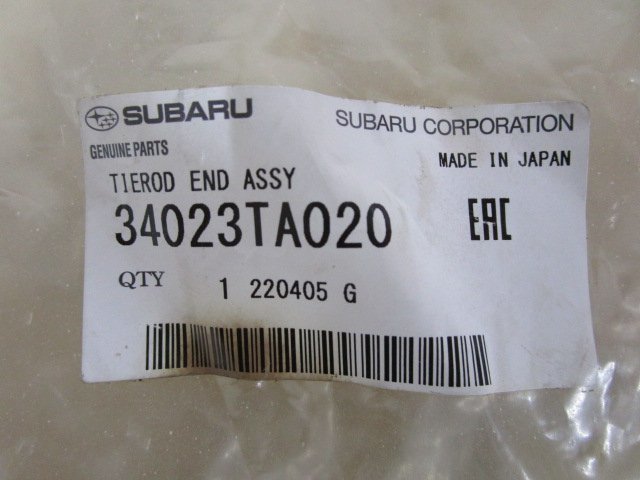 SUBARU
SUBARU CORPORATION
GENUINE PARTS
MADE IN JAPAN
TIEROD END ASSY
34023TA020
EAC
QTY 1 220405 G